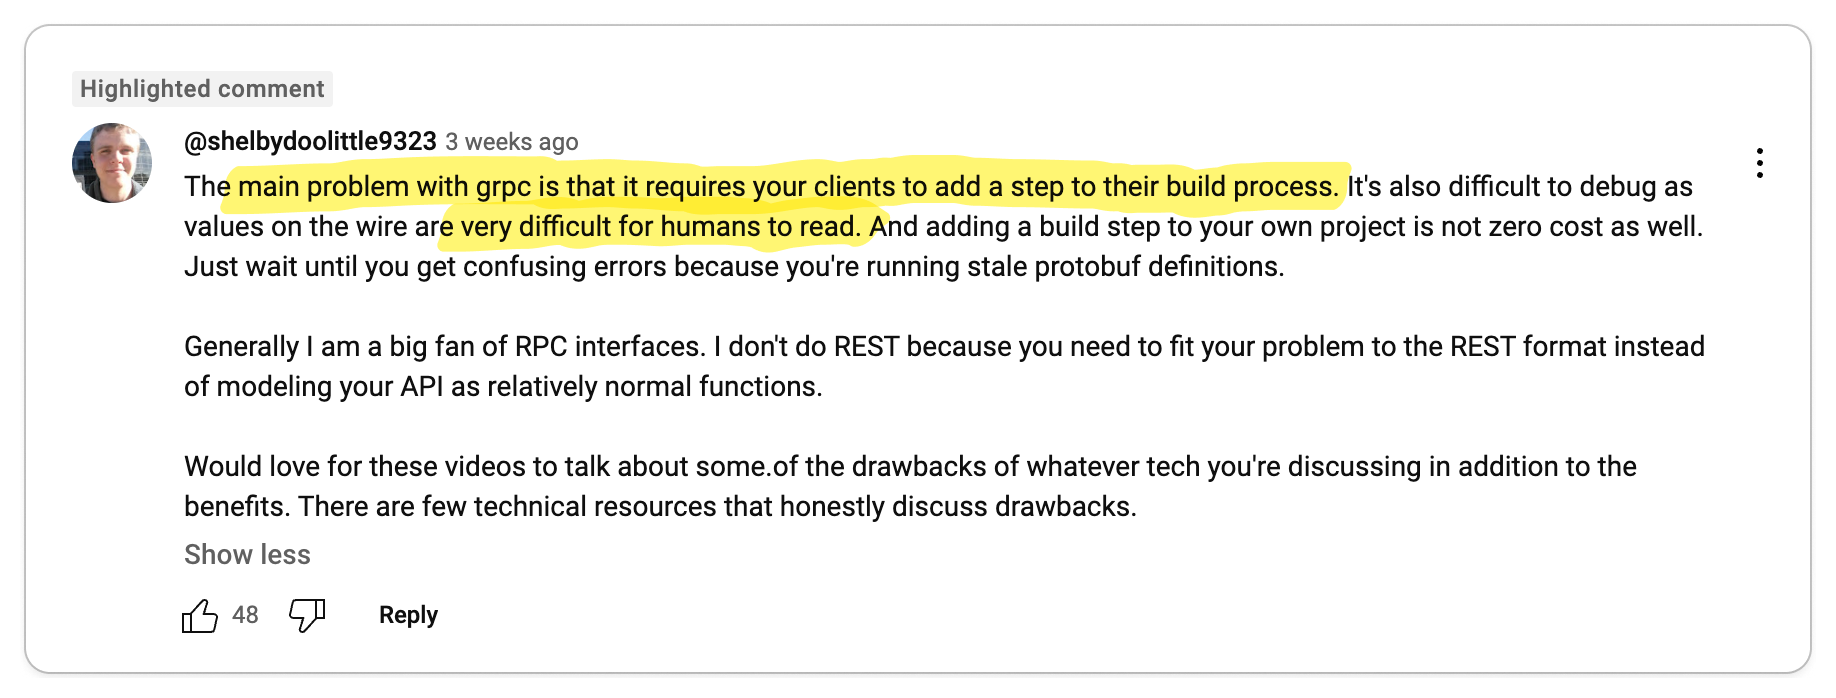 Highlighted comment
@shelbydoolittle9323 3 weeks ago
The main problem with grpc is that it requires your clients to add a step to their build process. It's also difficult to debug as
values on the wire are very difficult for humans to read. And adding a build step to your own project is not zero cost as well.
Just wait until you get confusing errors because you're running stale protobuf definitions.
Generally I am a big fan of RPC interfaces. I don't do REST because you need to fit your problem to the REST format instead
of modeling your API as relatively normal functions.
Would love for these videos to talk about some.of the drawbacks of whatever tech you're discussing in addition to the
benefits. There are few technical resources that honestly discuss drawbacks.
Show less
48 Reply